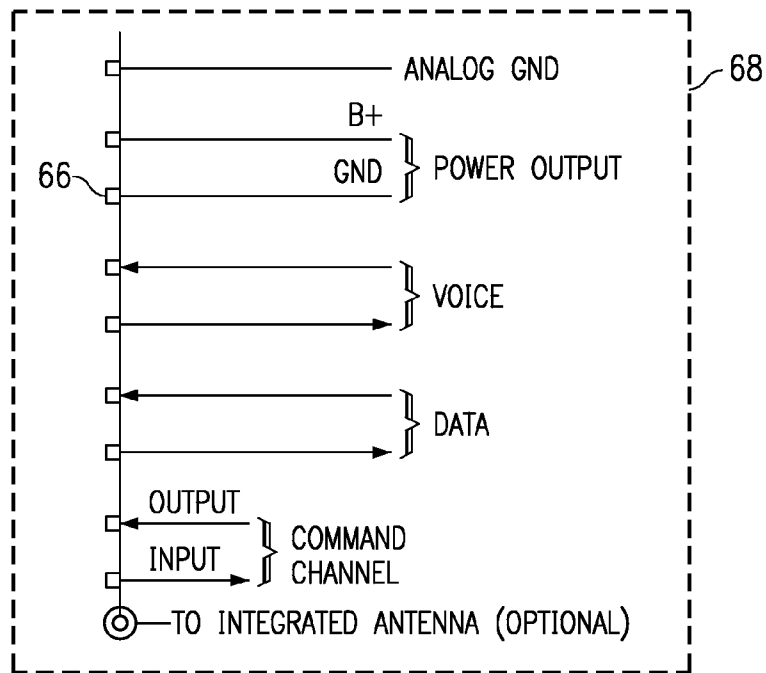 ANALOG GND
68
B+
GND
POWER OUTPUT
66
VOICE
DATA
OUTPUT
INPUT
COMMAND
CHANNEL
TO INTEGRATED ANTENNA (OPTIONAL)